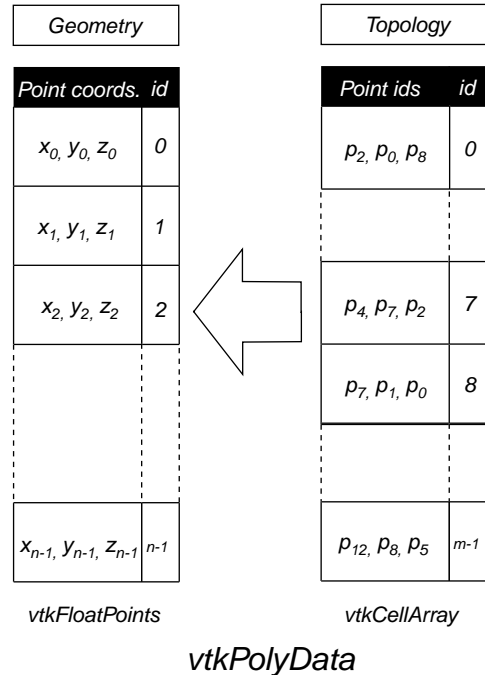 Geometry
Topology
Point coords. id
Point ids id
x₀, y₀, z₀ 0
p₂, p₀, p₈ 0
x₁, y₁, z₁ 1
x₂, y₂, z₂ 2
p₄, p₇, p₂ 7
p₇, p₁, p₀ 8
xₙ₋₁, yₙ₋₁, zₙ₋₁ n-1
p₁₂, p₈, p₅ m-1
vtkFloatPoints
vtkCellArray
vtkPolyData